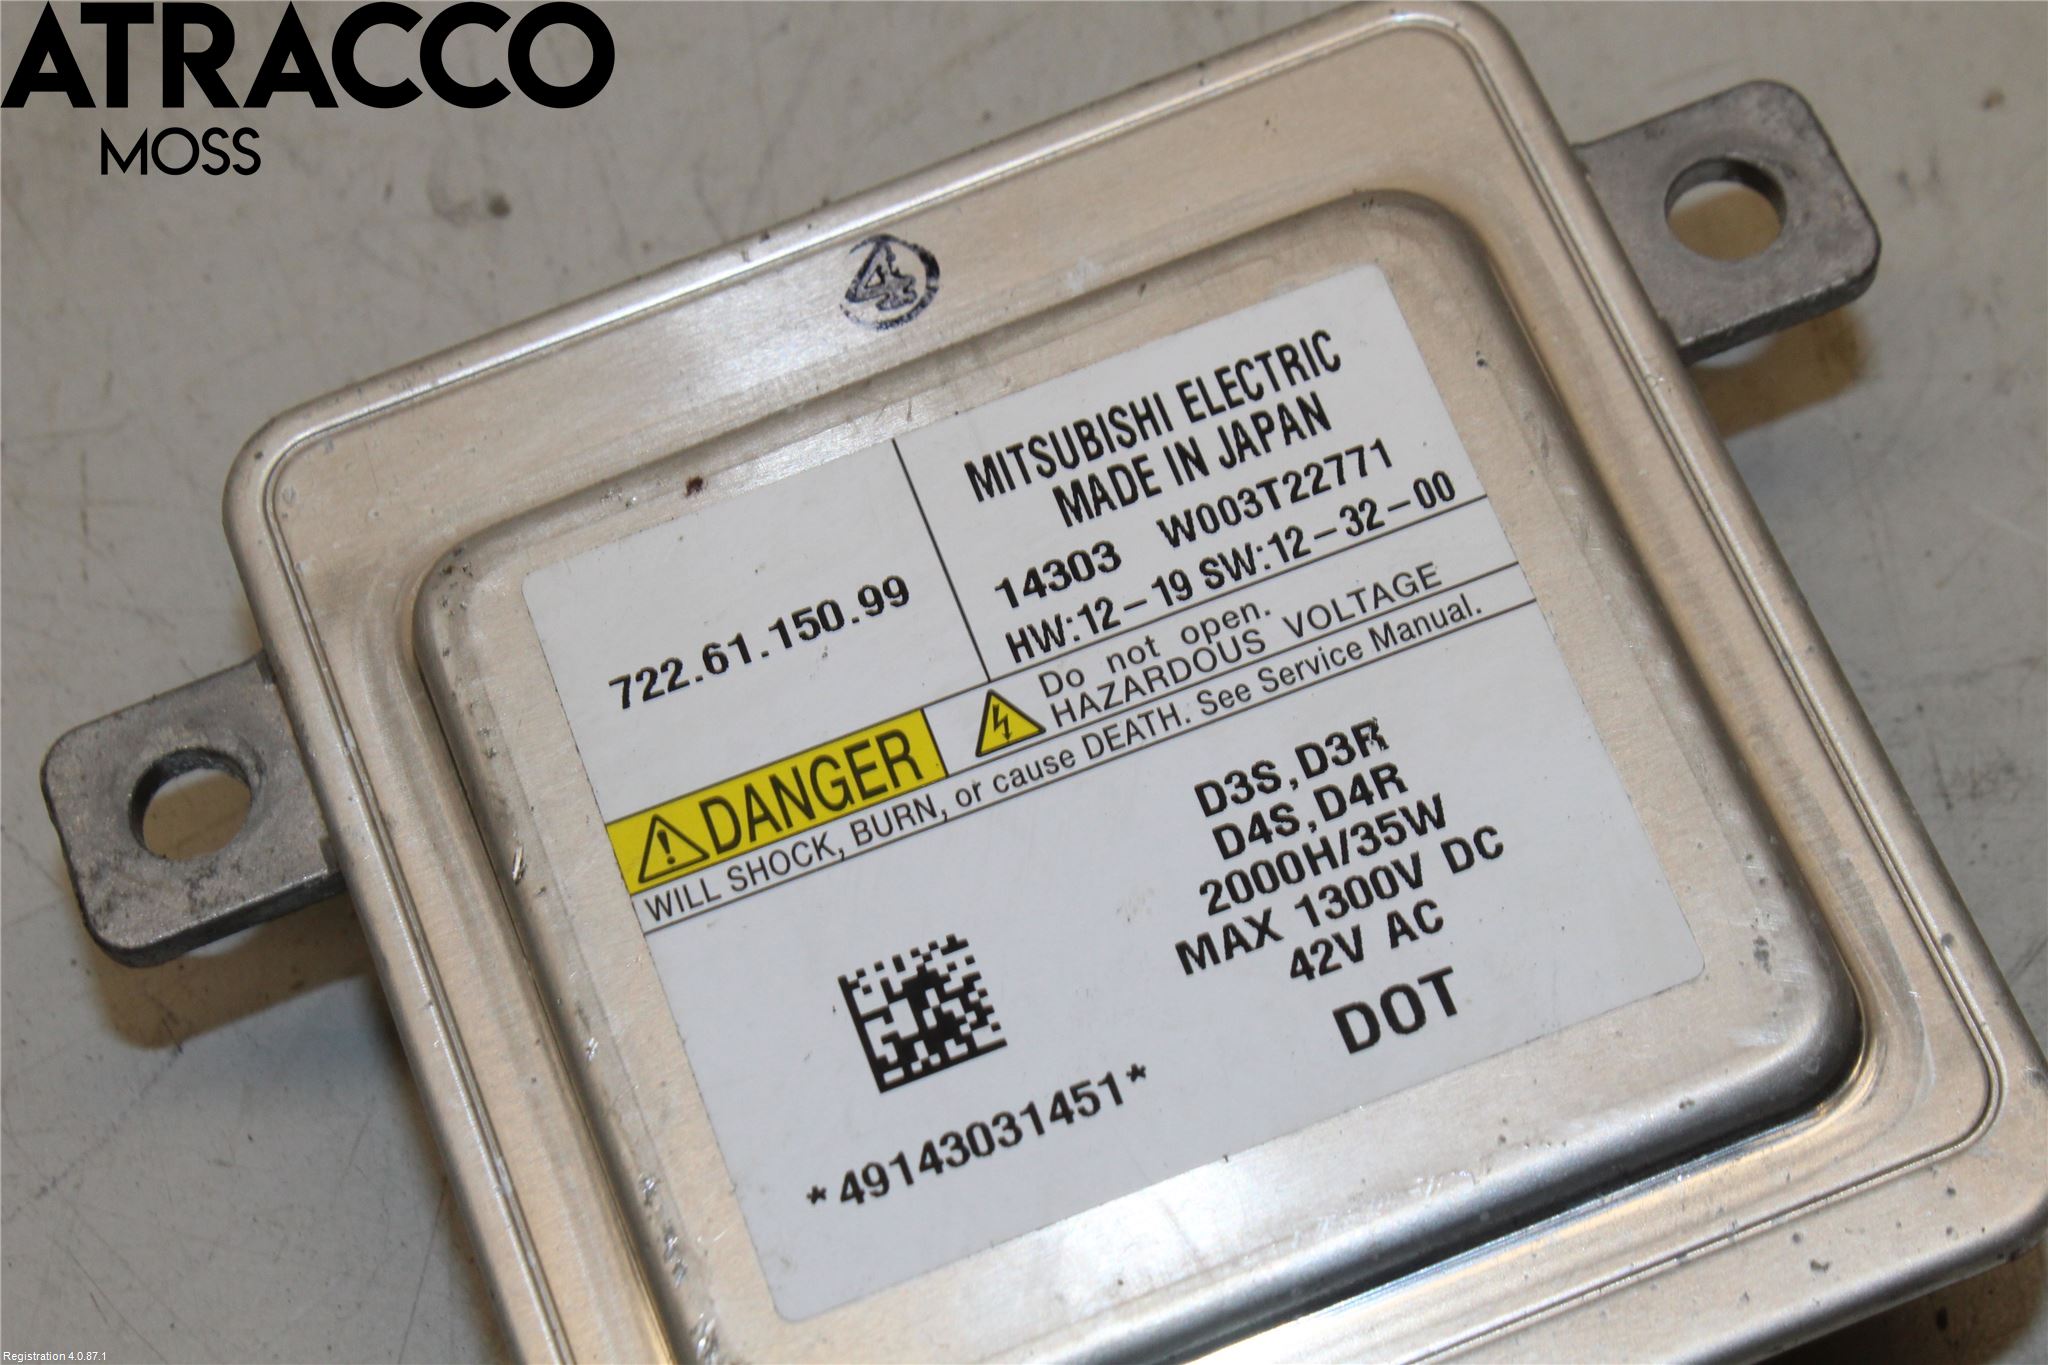 ATRACCO
MOSS
MITSUBISHI ELECTRIC
MADE IN JAPAN
14303 W003T22771
HW:12-19 SW:12-32-00
722.61.150.99
DANGER
Do not open.
HAZARDOUS VOLTAGE
WILL SHOCK, BURN, or cause DEATH. See Service Manual.
D3S, D3R
D4S, D4R
2000H/35W
MAX 1300V DC
42V AC
DOT
*49143031451*
Registration 4.0.87.1